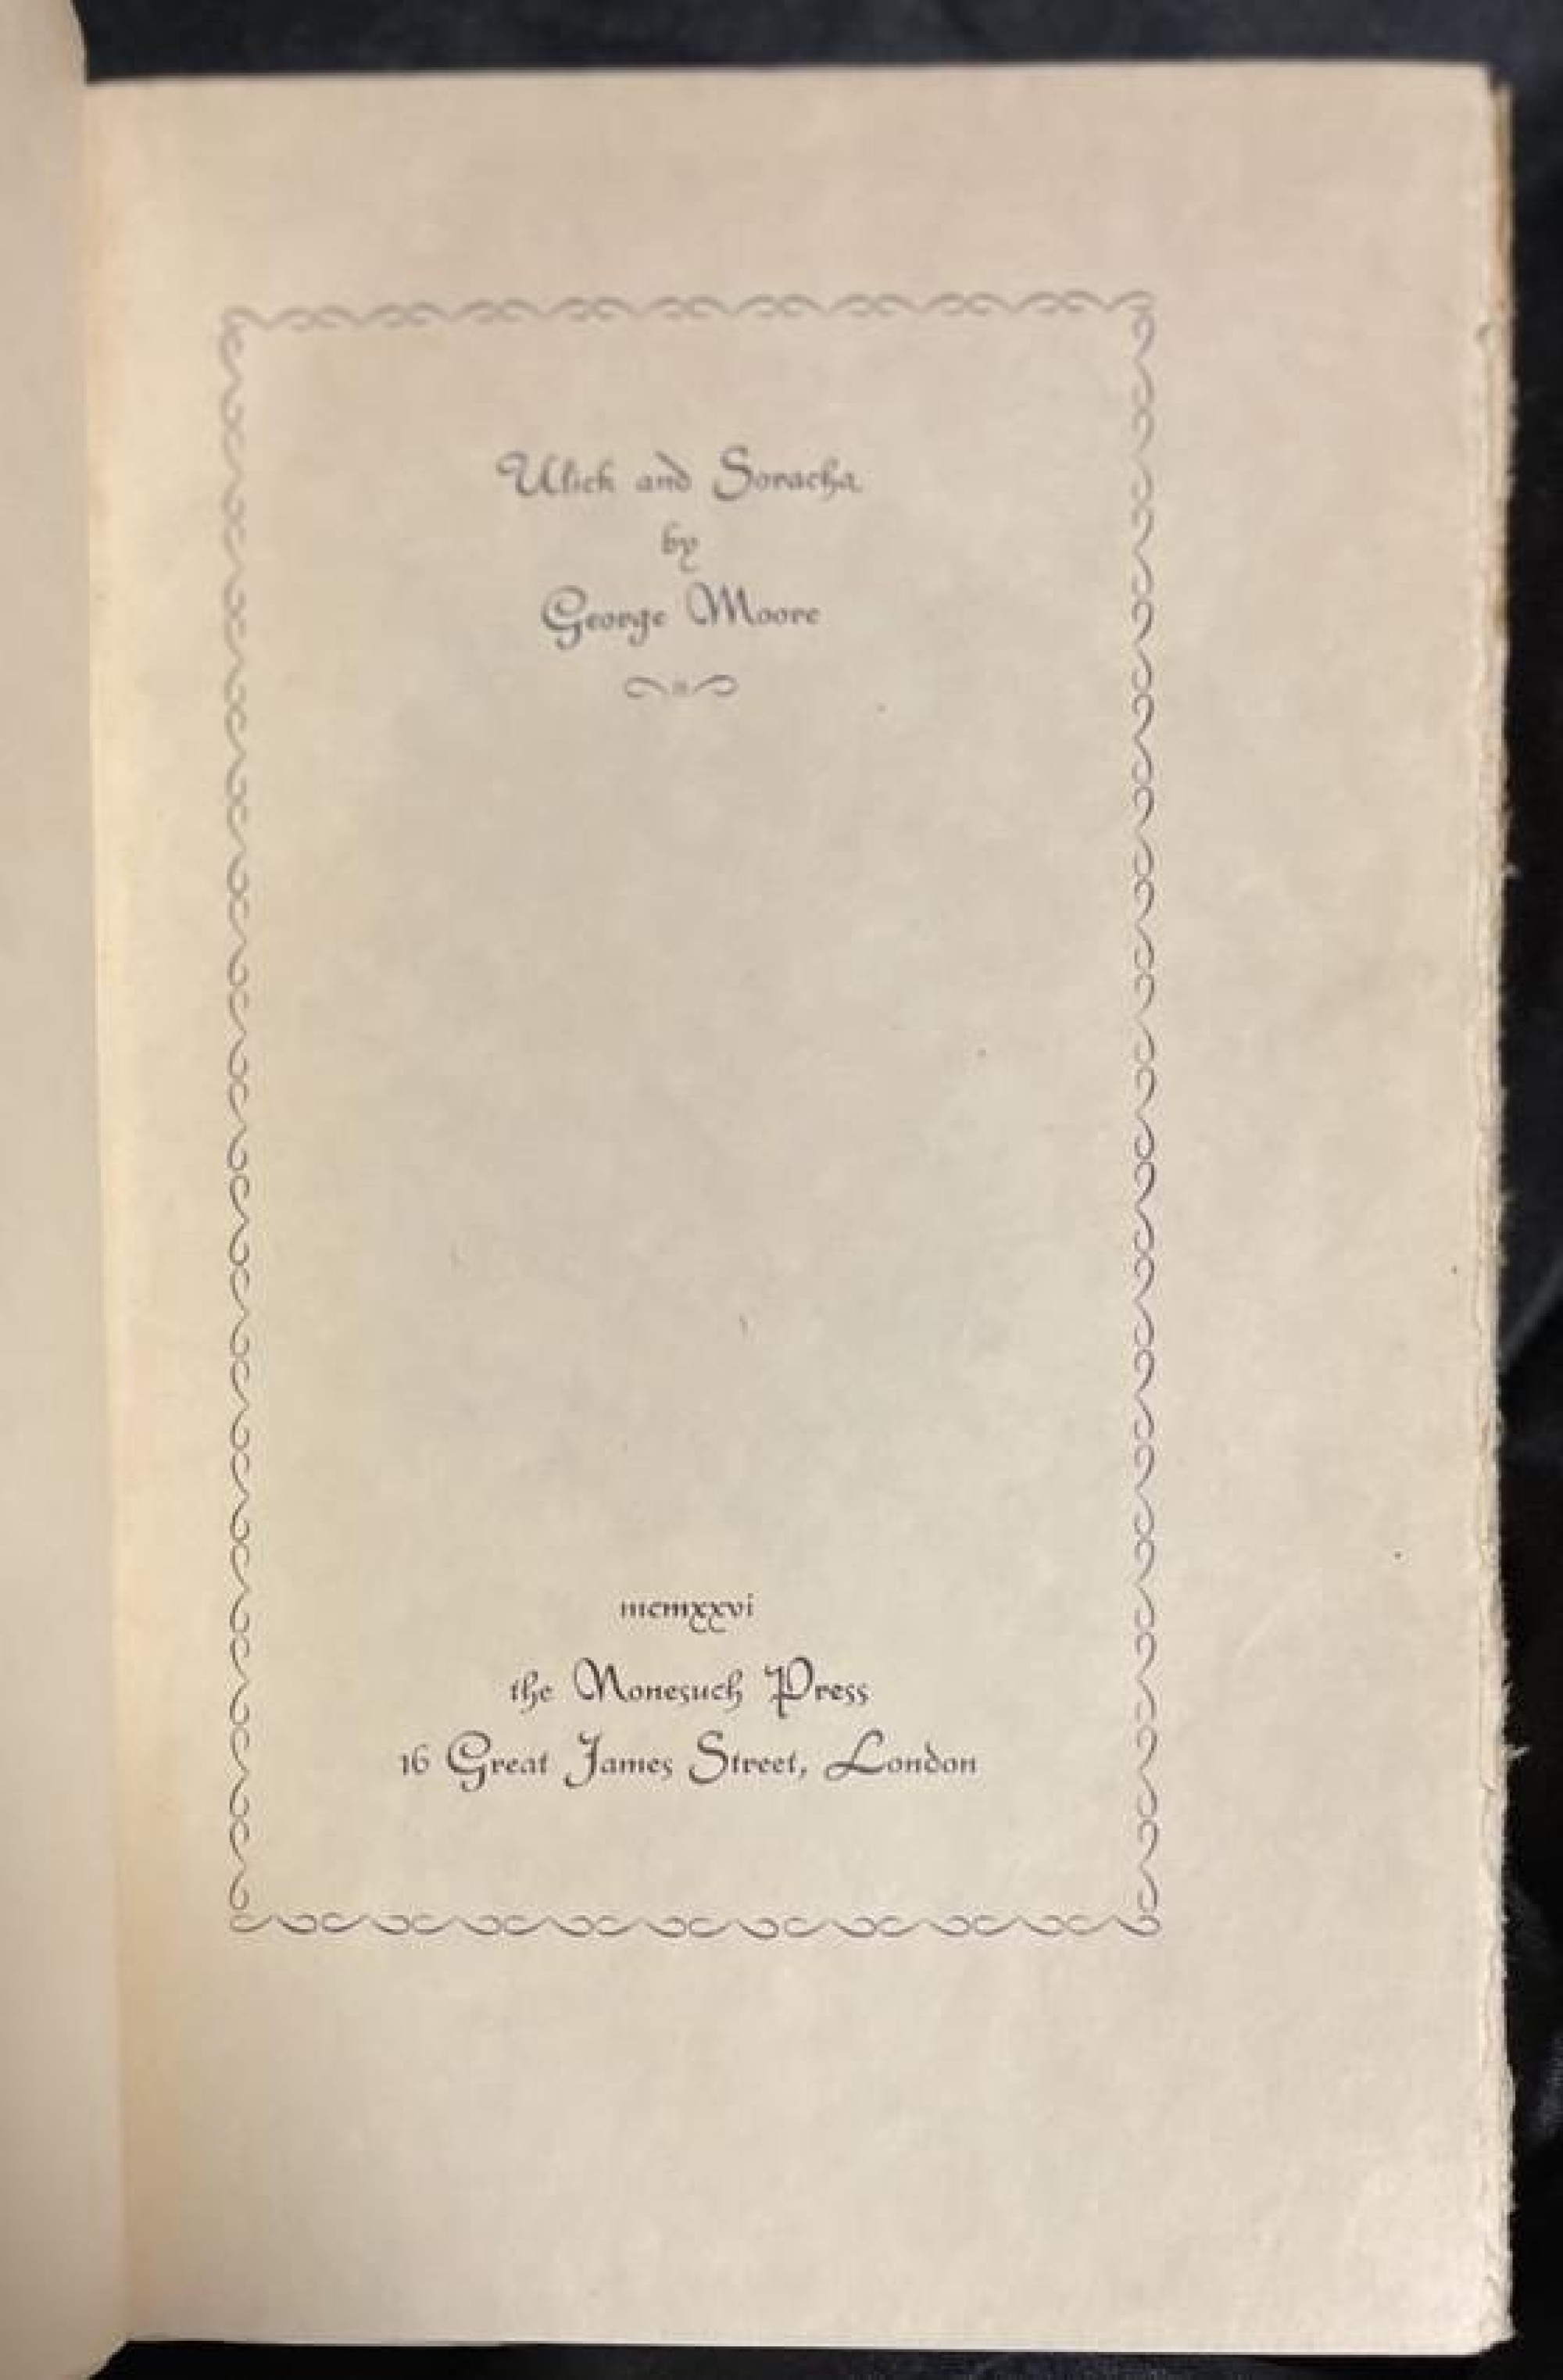 Ulick and Soracha
by
George Moore
mcmxxvi
the Nonesuch Press
16 Great James Street, London